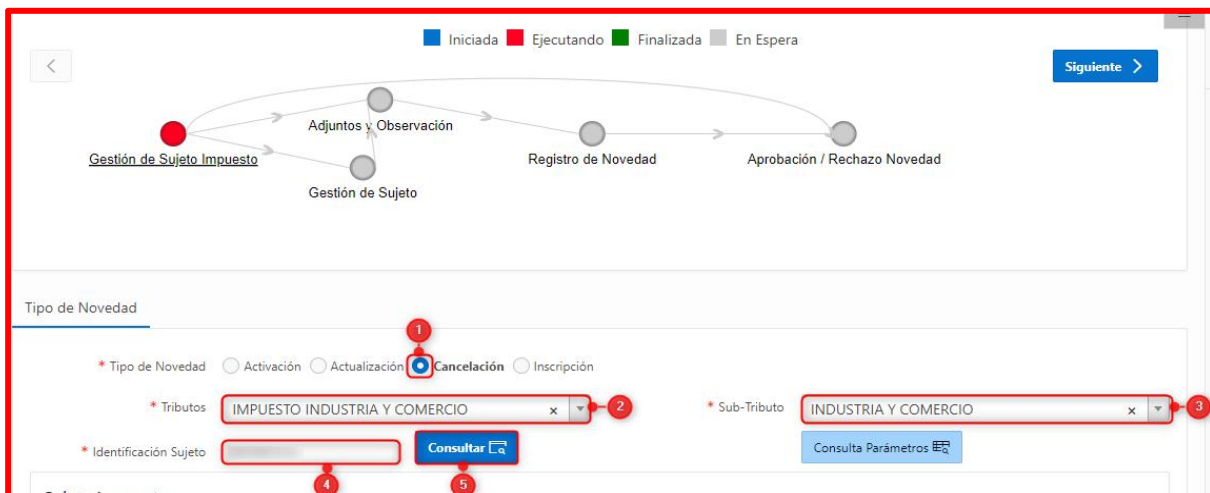 Iniciada Ejecutando Finalizada En Espera
Siguiente
Adjuntos y Observación
Gestión de Sujeto Impuesto
Registro de Novedad
Aprobación / Rechazo Novedad
Gestión de Sujeto
Tipo de Novedad
1
* Tipo de Novedad Activación Actualización Cancelación Inscripción
* Tributos IMPUESTO INDUSTRIA Y COMERCIO x 2 * Sub-Tributo INDUSTRIA Y COMERCIO x 3
* Identificación Sujeto Consultar Consulta Parámetros
4 5